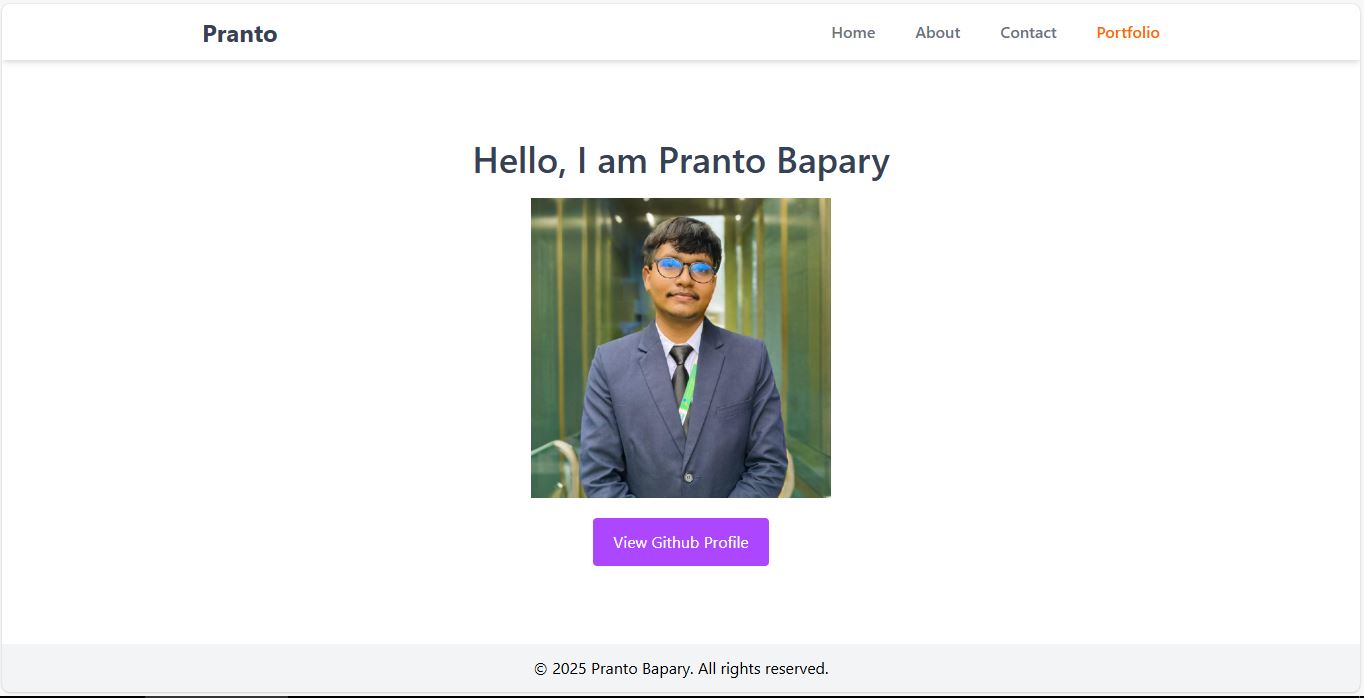 Pranto
Home About Contact Portfolio
Hello, I am Pranto Bapary
View Github Profile
© 2025 Pranto Bapary. All rights reserved.